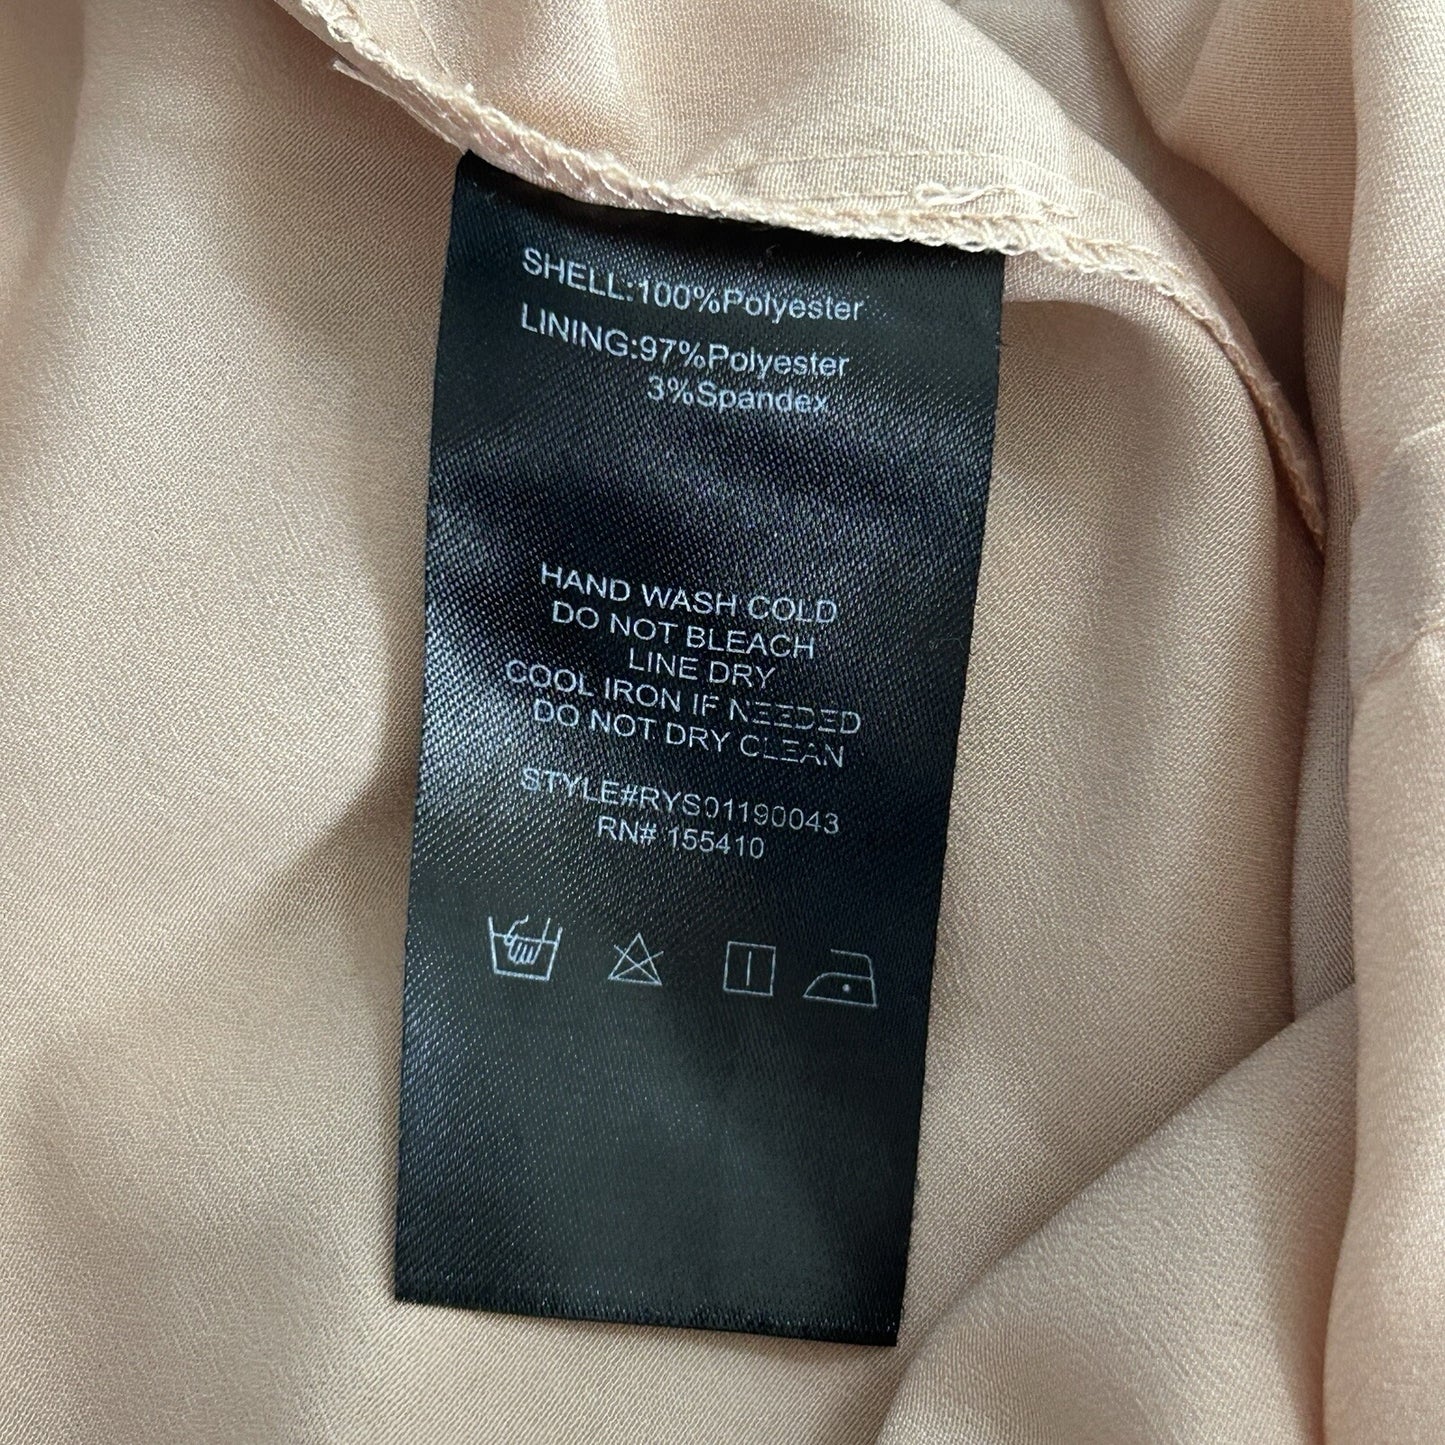 SHELL:100%Polyester
LINING:97%Polyester
3%Spandex
HAND WASH COLD
DO NOT BLEACH
LINE DRY
COOL IRON IF NEEDED
DO NOT DRY CLEAN
STYLE#RYS01190043
RN# 155410